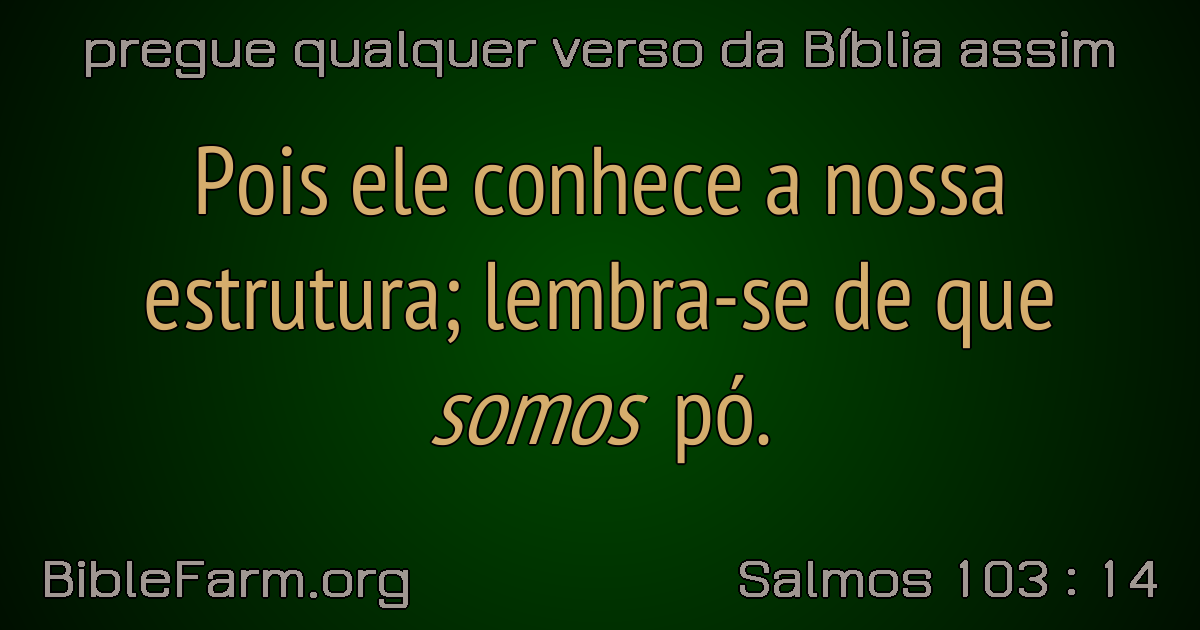 pregue qualquer verso da Bíblia assim
Pois ele conhece a nossa
estrutura; lembra-se de que
somos pó.
BibleFarm.org
Salmos 103 : 14